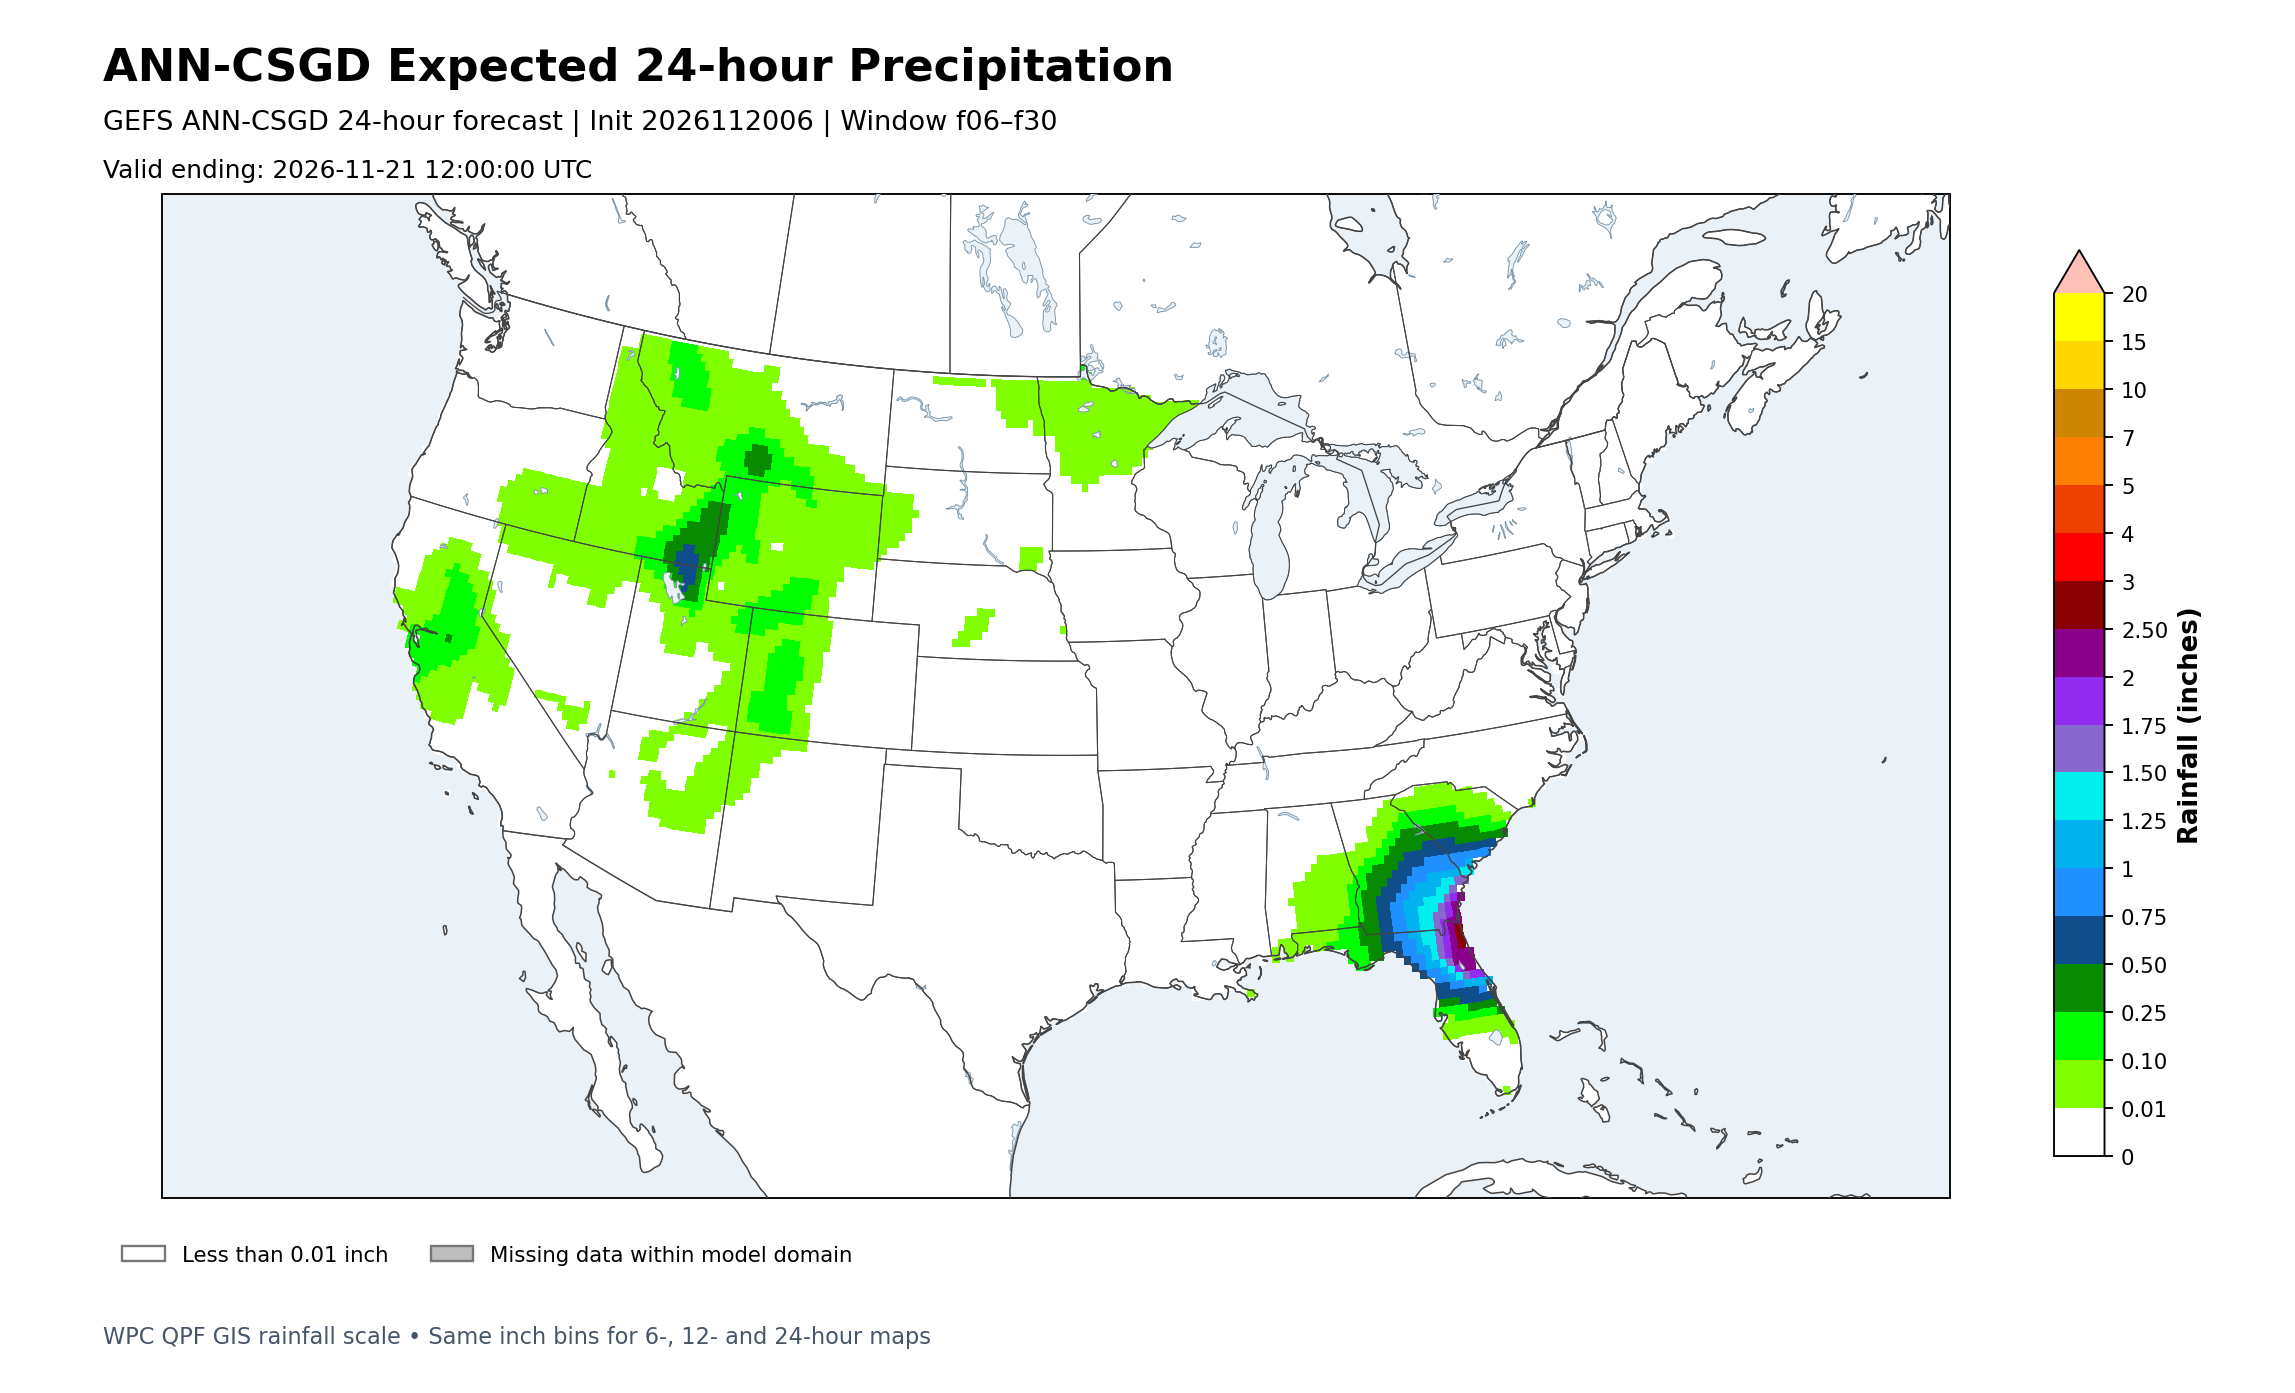 ANN-CSGD Expected 24-hour Precipitation
GEFS ANN-CSGD 24-hour forecast | Init 2026112006 | Window f06–f30
Valid ending: 2026-11-21 12:00:00 UTC
20
15
10
7
5
4
3
2.50
2
1.75
1.50
1.25
1
0.75
0.50
0.25
0.10
0.01
0
Rainfall (inches)
Less than 0.01 inch
Missing data within model domain
WPC QPF GIS rainfall scale • Same inch bins for 6-, 12- and 24-hour maps